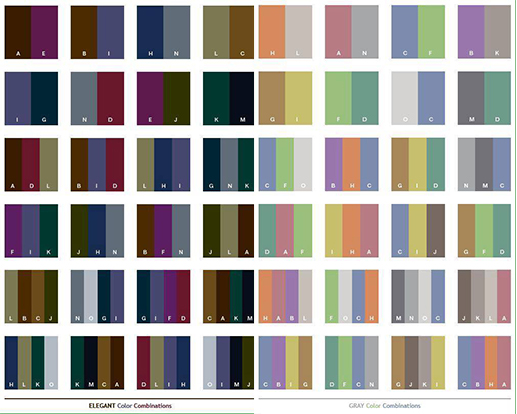 A E B I H N L C H L A N C F B K
I G N D E J K M G I F D O C M D
A D L B I D L H I G N K C F O B H C G I D N M C
F I K J H N B F N J L A D A F I H A C I J G F D
L B C J N O G I G I F D C A K M H A B L F O C H M N O C J K L A
H L K O K M C A D L I H O I M J C B I G D F C N G J K I C B H A
ELEGANT Color Combinations GRAY Color Combinations